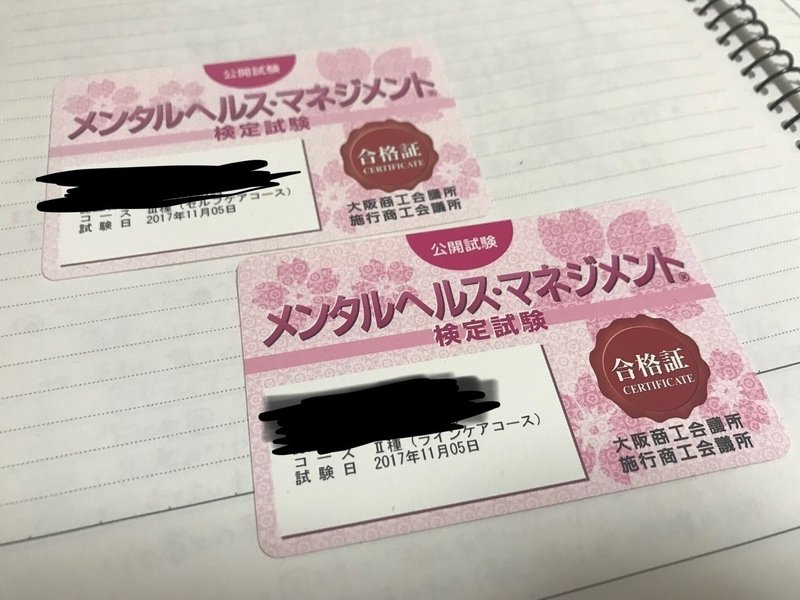 公開試験
メンタルヘルス・マネジメント®
検定試験
合格証
CERTIFICATE
コース Ⅲ種(セルフケアコース)
試験日 2017年11月05日
大阪商工会議所
施行商工会議所
公開試験
メンタルヘルス・マネジメント®
検定試験
合格証
CERTIFICATE
コース Ⅱ種(ラインケアコース)
試験日 2017年11月05日
大阪商工会議所
施行商工会議所